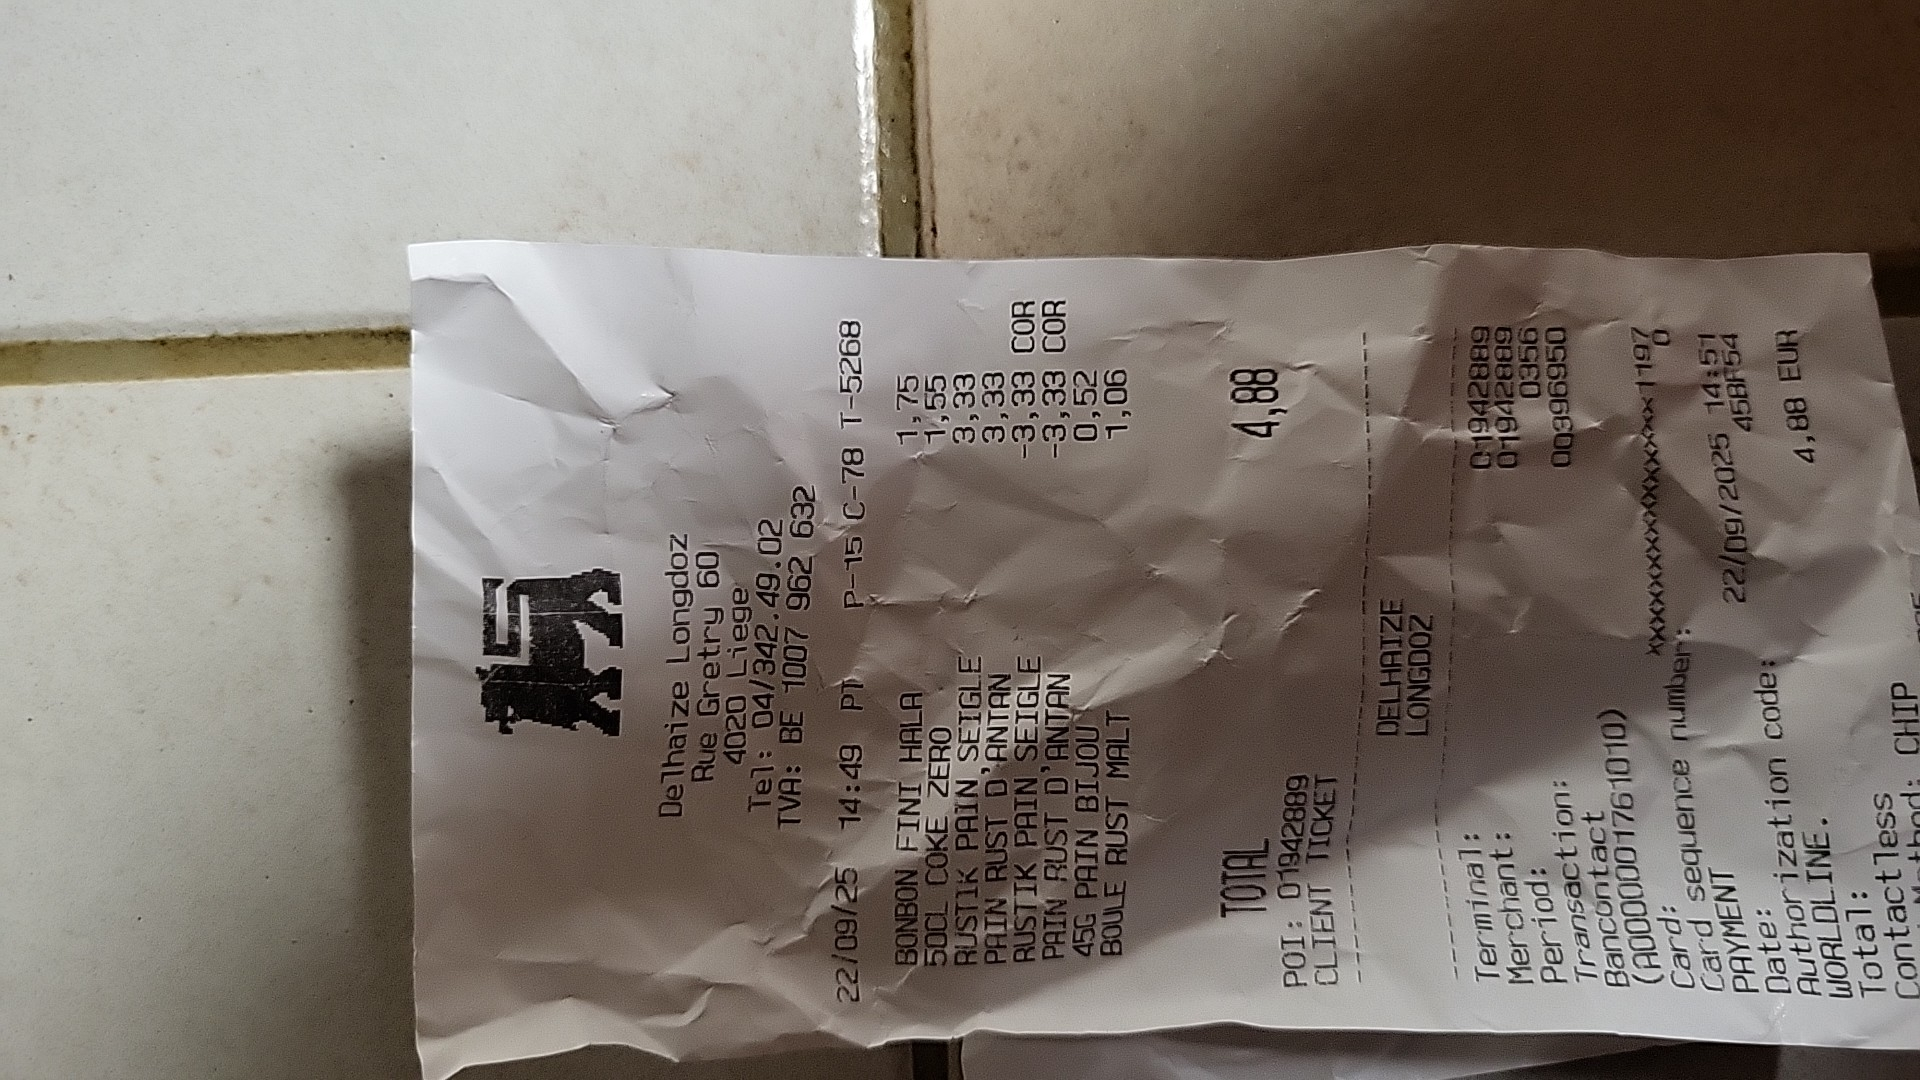 Delhaize Longdoz
Rue Gretry 60
4020 Liege
Tel: 04/342.49.02
TVA: BE 1007 962 632
22/09/25 14:49 PT P-15 C-78 T-5268
BONBON FINI HALA 1,75
50CL COKE ZERO 1,55
RUSTIK PAIN SEIGLE 3,33
PAIN RUST D'ANTAN 3,33
RUSTIK PAIN SEIGLE -3,33 COR
PAIN RUST D'ANTAN -3,33 COR
45G PAIN BIJOU 0,52
BOULE RUST MALT 1,06
TOTAL 4,88
POI: 01942889
CLIENT TICKET
DELHAIZE
LONGDOZ
Terminal: 01942889
Merchant: 01942889
Period: 0356
Transaction: 00396950
Bancontact
(A0000001761010)
Card: xxxxxxxxxxxxxxx1197
Card sequence number: 0
PAYMENT
Date: 22/09/2025 14:51
Authorization code: 458F54
WORLDLINE.
Total: 4,88 EUR
Contactless
CHIP